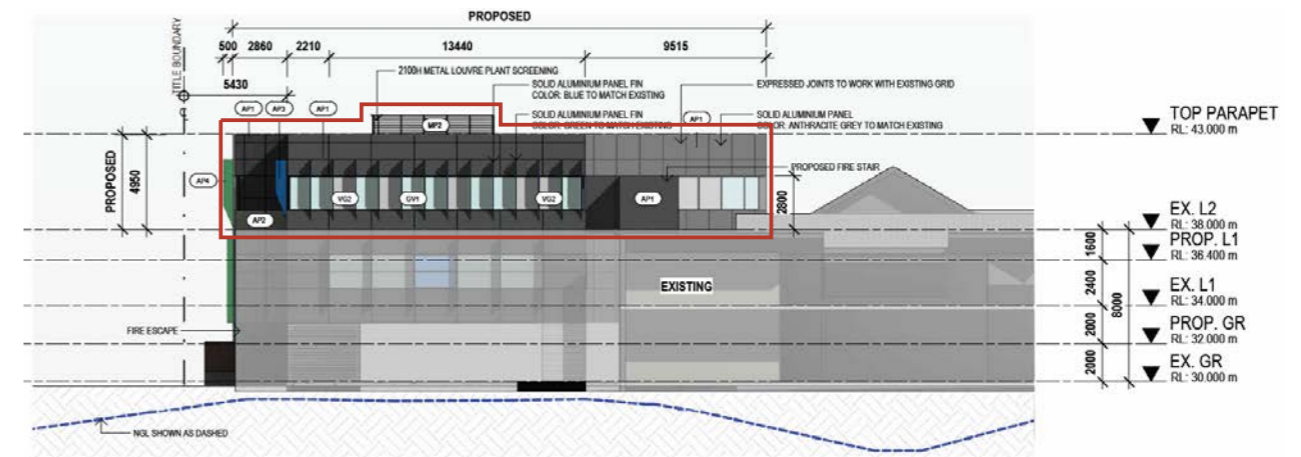 PROPOSED
500 2860 2210 13440 9515
TITLE BOUNDARY
5430
2100H METAL LOUVRE PLANT SCREENING
SOLID ALUMINIUM PANEL FIN
COLOR: BLUE TO MATCH EXISTING
EXPRESSED JOINTS TO WORK WITH EXISTING GRID
AP1 AP3 AP1
SOLID ALUMINIUM PANEL FIN
COLOR: GREEN TO MATCH EXISTING
AP1
SOLID ALUMINIUM PANEL
COLOR: ANTHRACITE GREY TO MATCH EXISTING
MP2
TOP PARAPET
RL: 43.000 m
PROPOSED
4950
AP4
PROPOSED FIRE STAIR
VG2 GV1 VG2 AP1
AP2
2800
EX. L2
RL: 38.000 m
PROP. L1
RL: 36.400 m
1600
EXISTING
2400
8000
EX. L1
RL: 34.000 m
FIRE ESCAPE
2000
PROP. GR
RL: 32.000 m
2000
EX. GR
RL: 30.000 m
NGL SHOWN AS DASHED